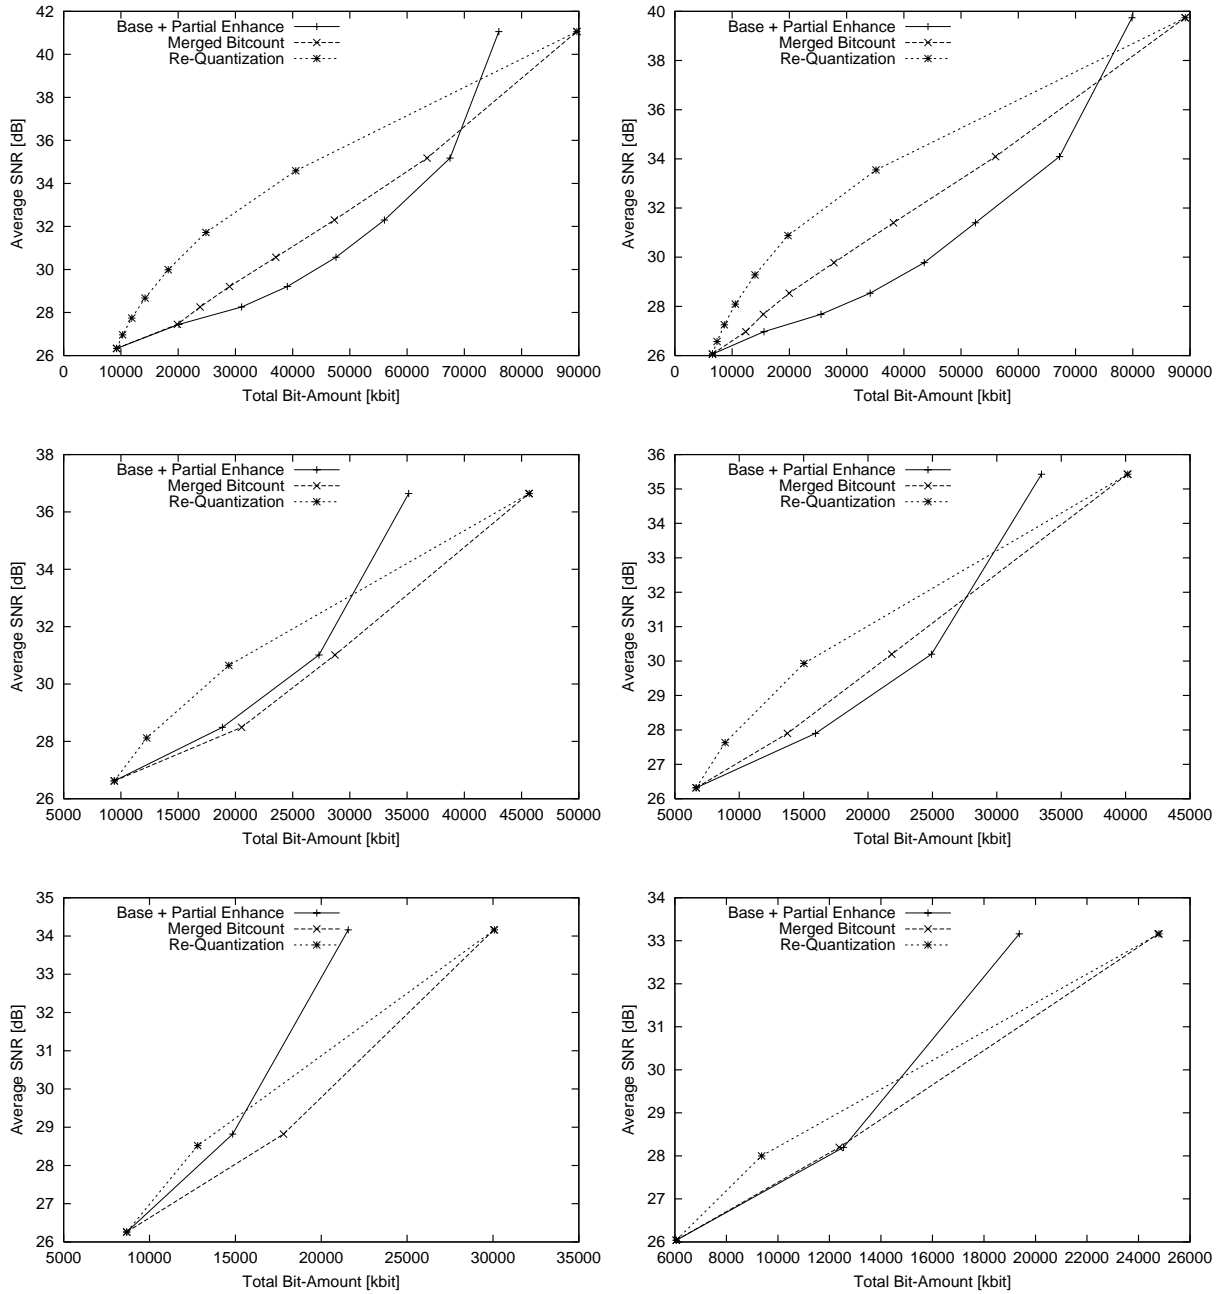 Base + Partial Enhance
Merged Bitcount
Re-Quantization
42
40
38
36
34
32
30
28
26
Average SNR [dB]
0 10000 20000 30000 40000 50000 60000 70000 80000 90000
Total Bit-Amount [kbit]
Base + Partial Enhance
Merged Bitcount
Re-Quantization
40
38
36
34
32
30
28
26
Average SNR [dB]
0 10000 20000 30000 40000 50000 60000 70000 80000 90000
Total Bit-Amount [kbit]
Base + Partial Enhance
Merged Bitcount
Re-Quantization
38
36
34
32
30
28
26
Average SNR [dB]
5000 10000 15000 20000 25000 30000 35000 40000 45000 50000
Total Bit-Amount [kbit]
Base + Partial Enhance
Merged Bitcount
Re-Quantization
36
35
34
33
32
31
30
29
28
27
26
Average SNR [dB]
5000 10000 15000 20000 25000 30000 35000 40000 45000
Total Bit-Amount [kbit]
Base + Partial Enhance
Merged Bitcount
Re-Quantization
35
34
33
32
31
30
29
28
27
26
Average SNR [dB]
5000 10000 15000 20000 25000 30000 35000
Total Bit-Amount [kbit]
Base + Partial Enhance
Merged Bitcount
Re-Quantization
34
33
32
31
30
29
28
27
26
Average SNR [dB]
6000 8000 10000 12000 14000 16000 18000 20000 22000 24000 26000
Total Bit-Amount [kbit]